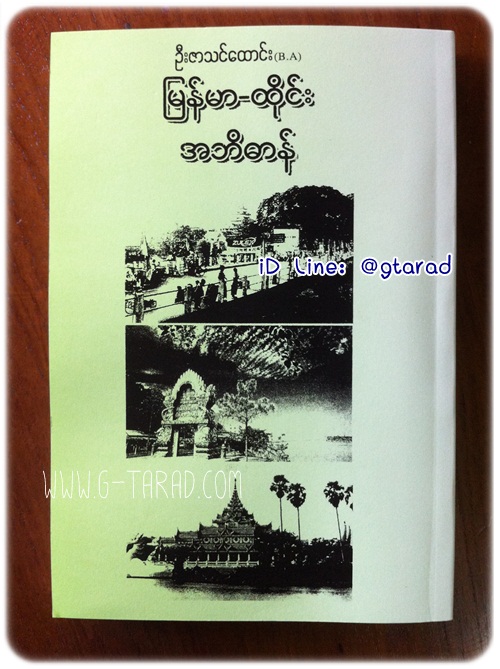 ဦးဇာသင်ထောင်း(B.A)
မြန်မာ-ထိုင်း
အဘိဓာန်
iD Line: @gtarad
WWW.G-TARAD.COM